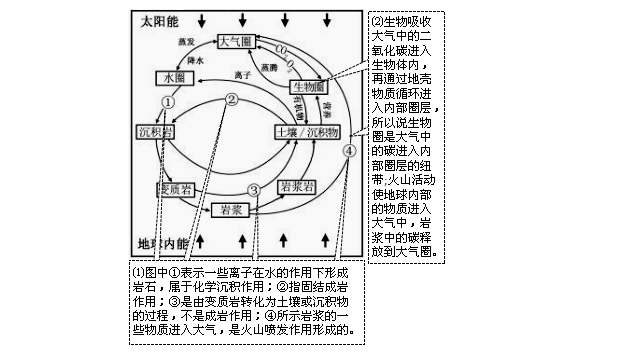 太阳能
大气圈
蒸发
降水
CO₂
O₂
蒸腾
水圈
离子
生物圈
①
②
有机物
营养
沉积岩
土壤/沉积物
④
变质岩
③
岩浆岩
岩浆
地球内能
(2)生物吸收
大气中的二
氧化碳进入
生物体内，
再通过地壳
物质循环进
入内部圈层，
所以说生物
圈是大气中
的碳进入内
部圈层的纽
带;火山活动
使地球内部
的物质进入
大气中，岩
浆中的碳释
放到大气圈。
(1)图中①表示一些离子在水的作用下形成
岩石，属于化学沉积作用；②指固结成岩
作用；③是由变质岩转化为土壤或沉积物
的过程，不是成岩作用；④所示岩浆的一
些物质进入大气，是火山喷发作用形成的。